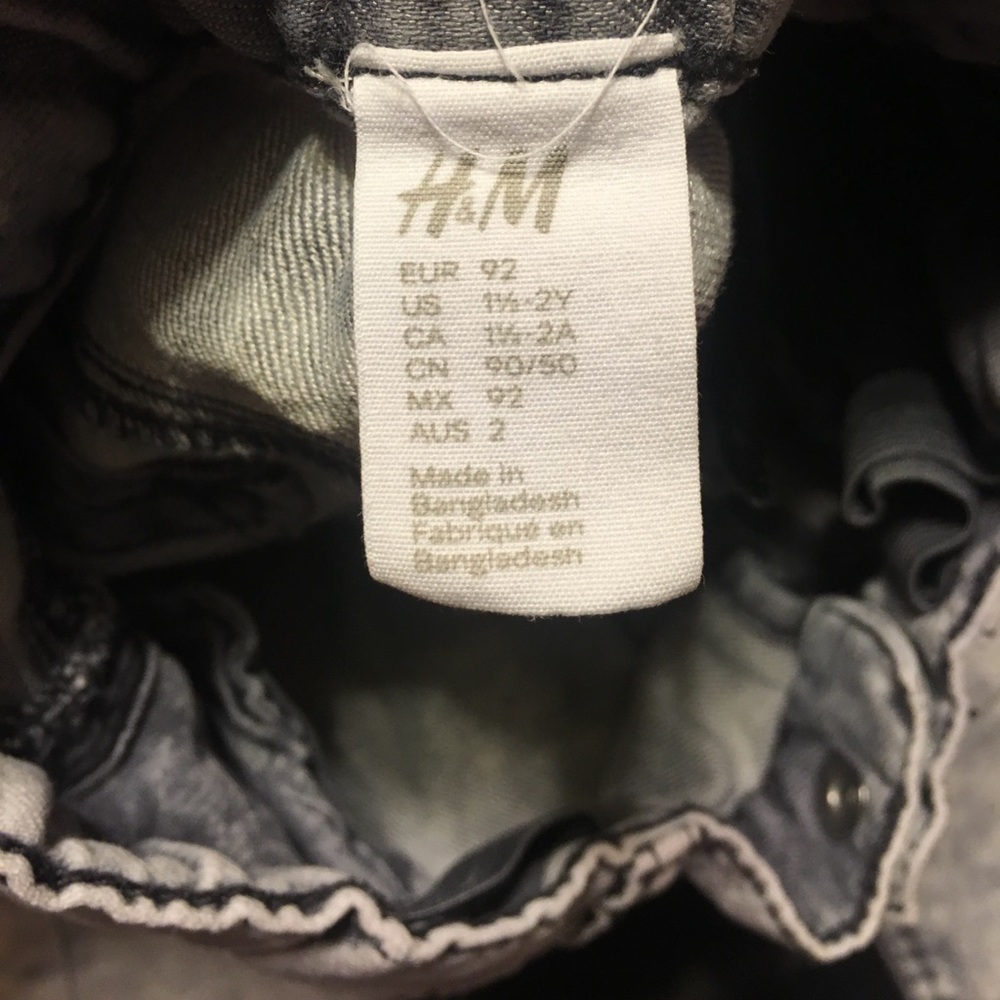 H&M
EUR 92
US 1½-2Y
CA 1½-2A
CN 90/50
MX 92
AUS 2
Made in
Bangladesh
Fabriqué en
Bangladesh